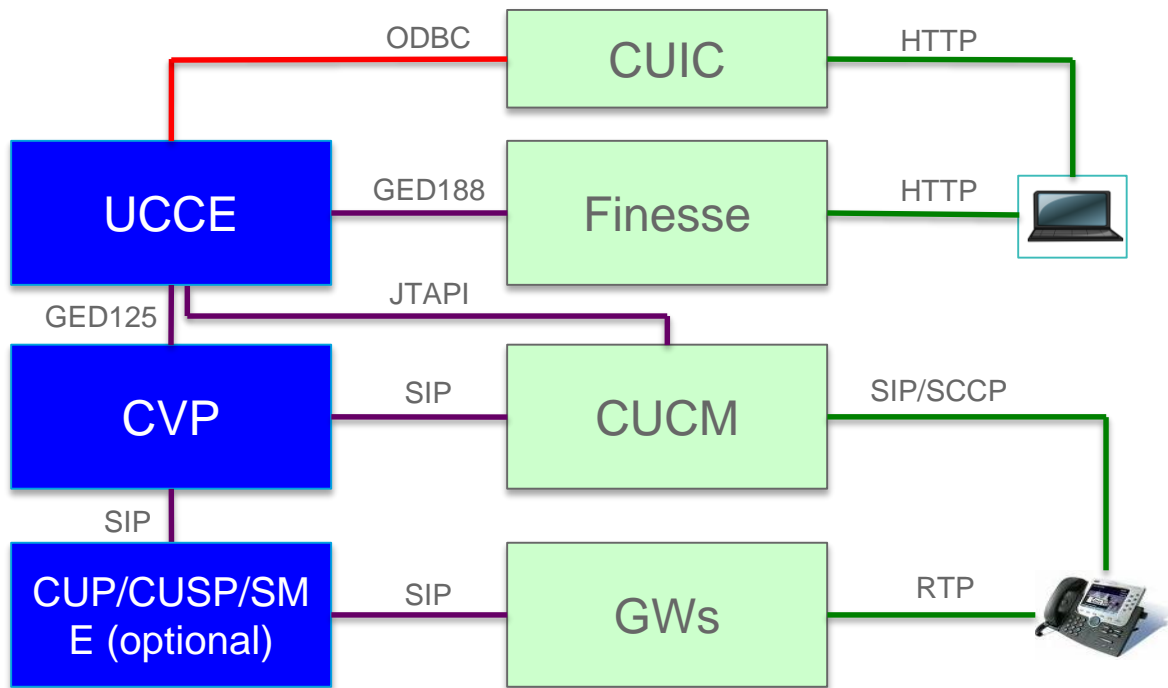 ODBC
CUIC
HTTP
UCCE
GED188
Finesse
HTTP
GED125
JTAPI
CVP
SIP
CUCM
SIP/SCCP
SIP
CUP/CUSP/SM
E (optional)
SIP
GWs
RTP